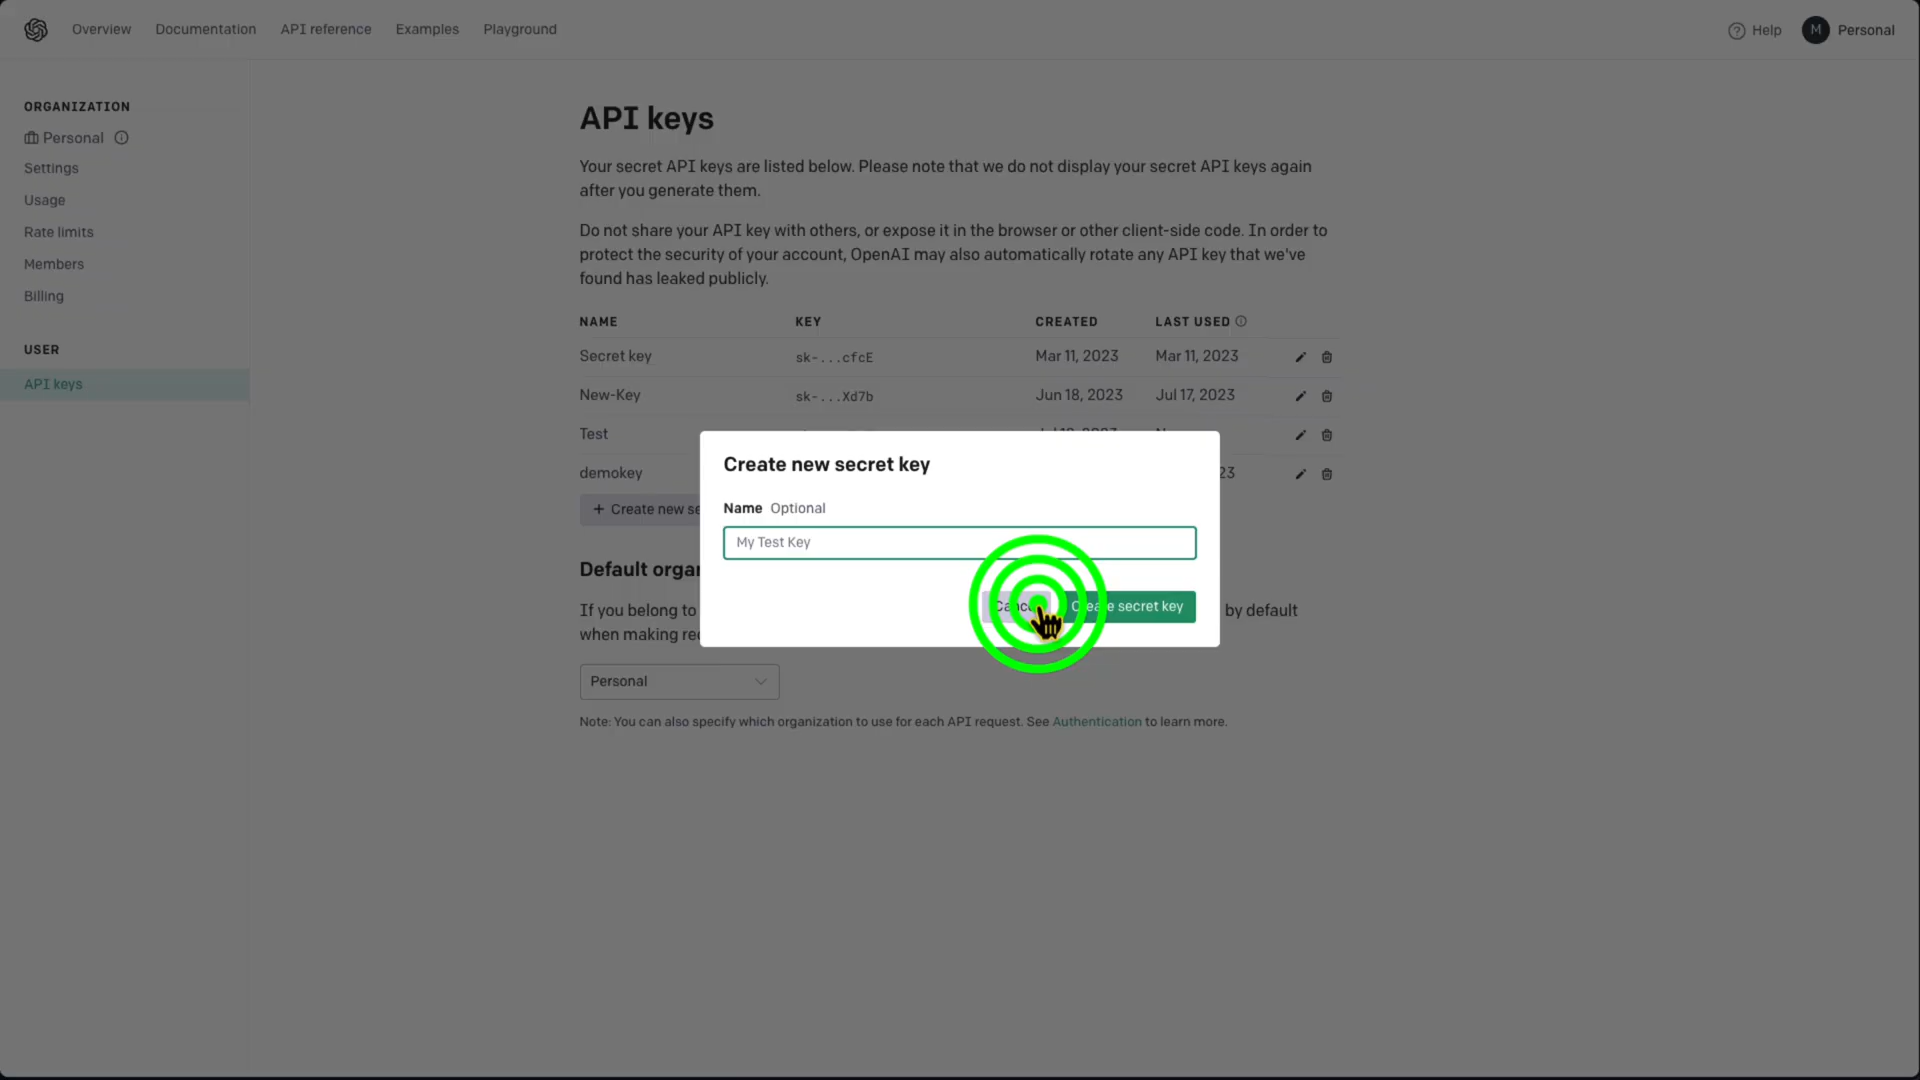 Overview Documentation API reference Examples Playground
Help M Personal
ORGANIZATION
Personal
Settings
Usage
Rate limits
Members
Billing
USER
API keys
API keys
Your secret API keys are listed below. Please note that we do not display your secret API keys again
after you generate them.
Do not share your API key with others, or expose it in the browser or other client-side code. In order to
protect the security of your account, OpenAI may also automatically rotate any API key that we've
found has leaked publicly.
NAME KEY CREATED LAST USED
Secret key sk-...cfcE Mar 11, 2023 Mar 11, 2023
New-Key sk-...Xd7b Jun 18, 2023 Jul 17, 2023
Test
demokey 23
+ Create new
Create new secret key
Name Optional
My Test Key
secret key
Default
If you belong to by default
when making
Personal
Note: You can also specify which organization to use for each API request. See Authentication to learn more.